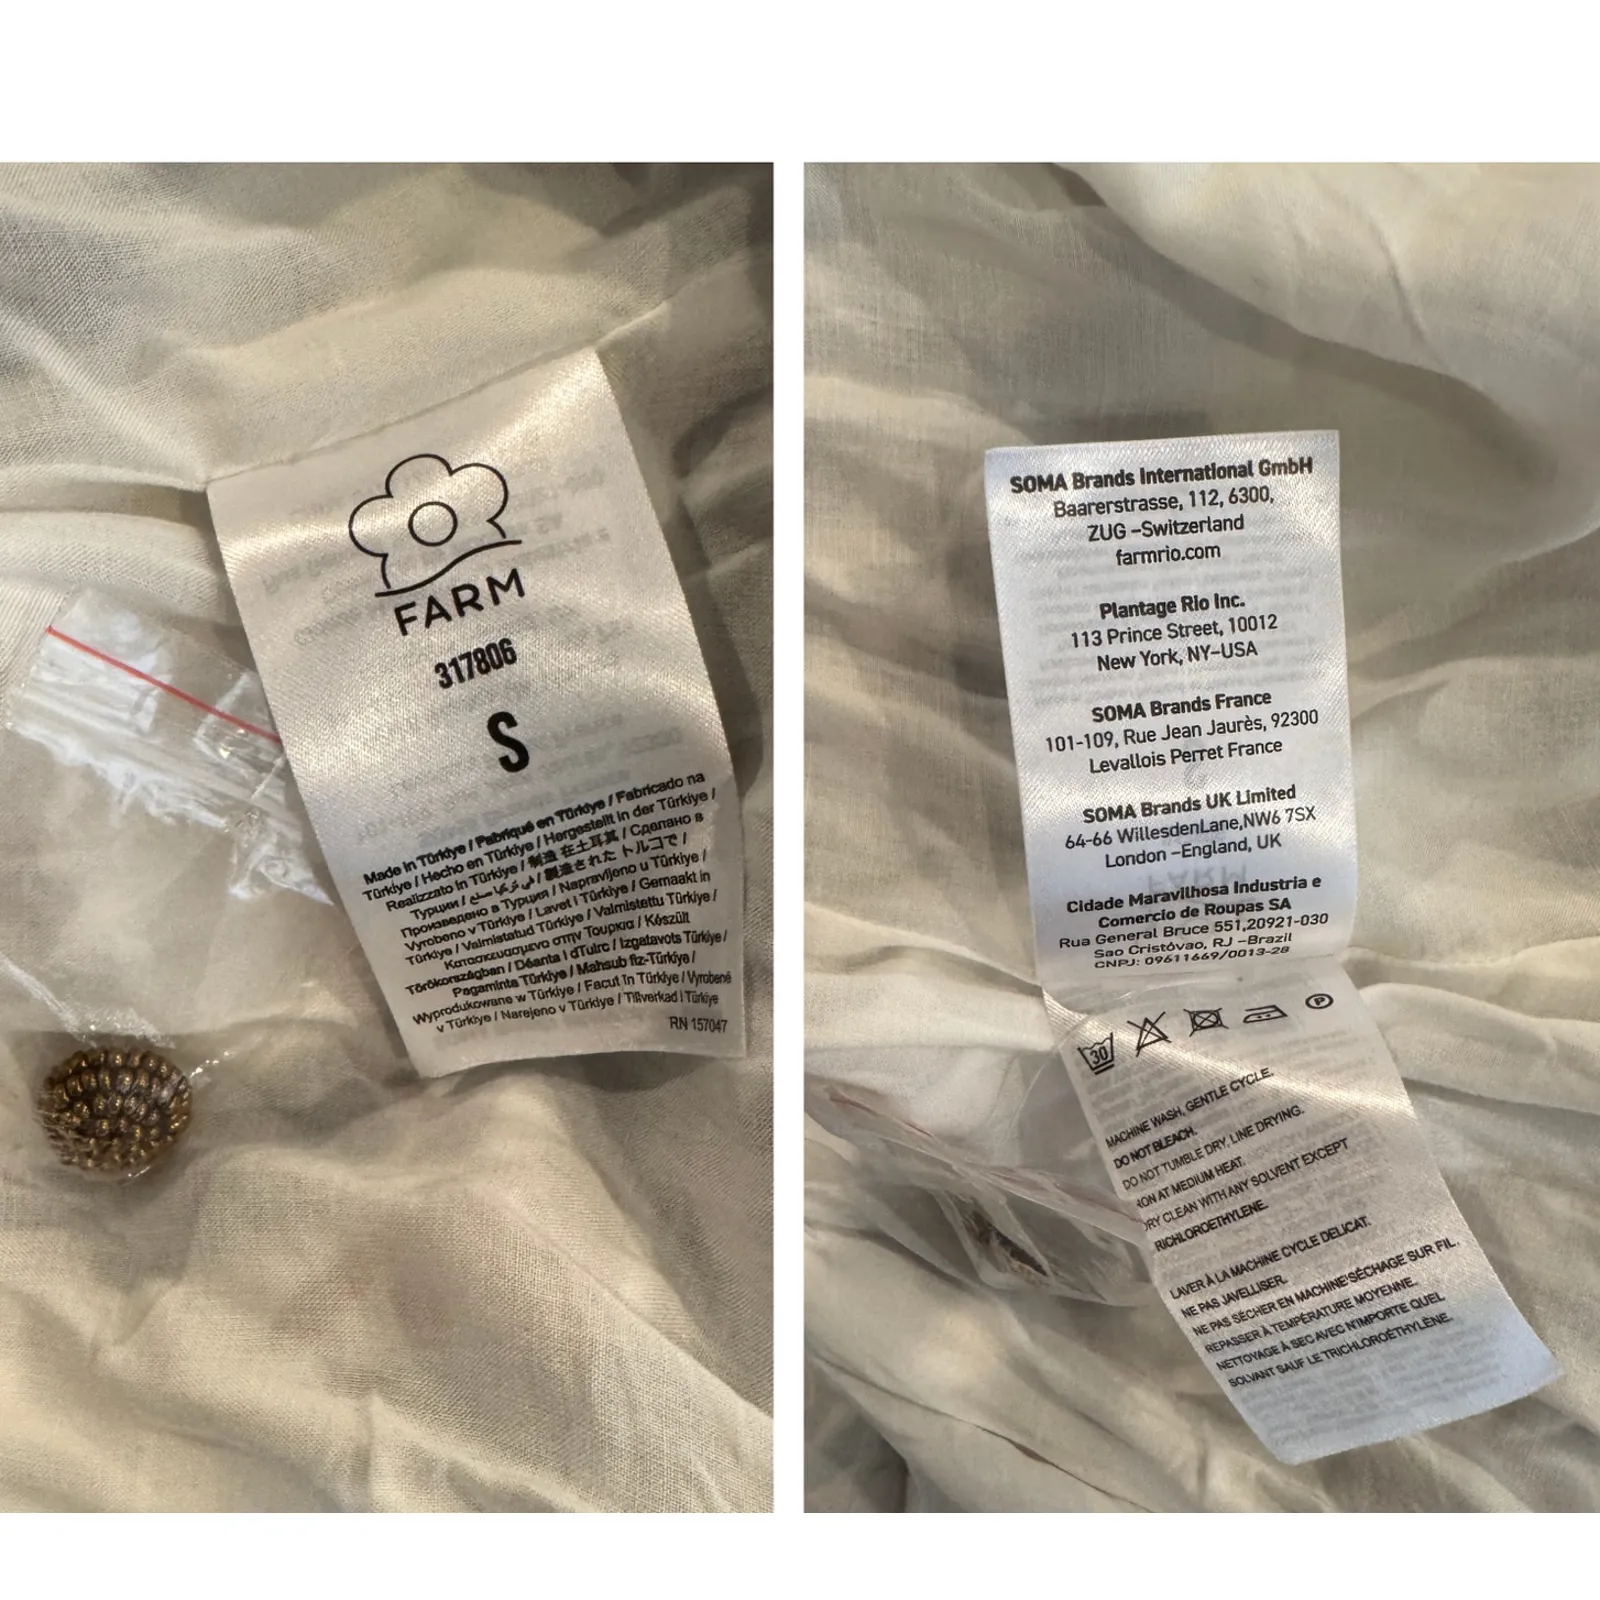 FARM
317806
S
Made in Türkiye / Fabriqué en Türkiye / Fabricado na
Türkiye / Hecho en Türkiye / Hergestellt in der Türkiye /
Realizzato in Türkiye / 制造 在土耳其 / Сделано в
Турции / صنع في تركيا / 製造された トルコで /
Произведено в Турция / Napravljeno u Türkiye /
Vyrobeno v Türkiye / Lavet i Türkiye / Gemaakt in
Türkiye / Valmistatud Türkiye / Valmistettu Türkiye /
Κατασκευασμενο στην Τουρκια / Készült
Törökországban / Déanta i dTuirc / Izgatavots Türkiye /
Pagaminta Türkiye / Mahsub fiz-Türkiye /
Wyprodukowane w Türkiye / Facut în Türkiye / Vyrobené
v Türkiye / Narejeno v Türkiye / Tillverkad i Türkiye
RN 157047
SOMA Brands International GmbH
Baarerstrasse, 112, 6300,
ZUG –Switzerland
farmrio.com
Plantage Rio Inc.
113 Prince Street, 10012
New York, NY–USA
SOMA Brands France
101-109, Rue Jean Jaurès, 92300
Levallois Perret France
SOMA Brands UK Limited
64-66 WillesdenLane,NW6 7SX
London –England, UK
Cidade Maravilhosa Industria e
Comercio de Roupas SA
Rua General Bruce 551,20921-030
Sao Cristóvao, RJ –Brazil
CNPJ: 09611669/0013-28
30
P
MACHINE WASH, GENTLE CYCLE.
DO NOT BLEACH.
DO NOT TUMBLE DRY, LINE DRYING.
RON AT MEDIUM HEAT.
DRY CLEAN WITH ANY SOLVENT EXCEPT
RICHLOROETHYLENE.
LAVER À LA MACHINE CYCLE DELICAT.
NE PAS JAVELLISER.
NE PAS SÉCHER EN MACHINE'SÉCHAGE SUR FIL.
REPASSER À TEMPÉRATURE MOYENNE.
NETTOYAGE À SEC AVEC N'IMPORTE QUEL
SOLVANT SAUF LE TRICHLOROÉTHYLÈNE.